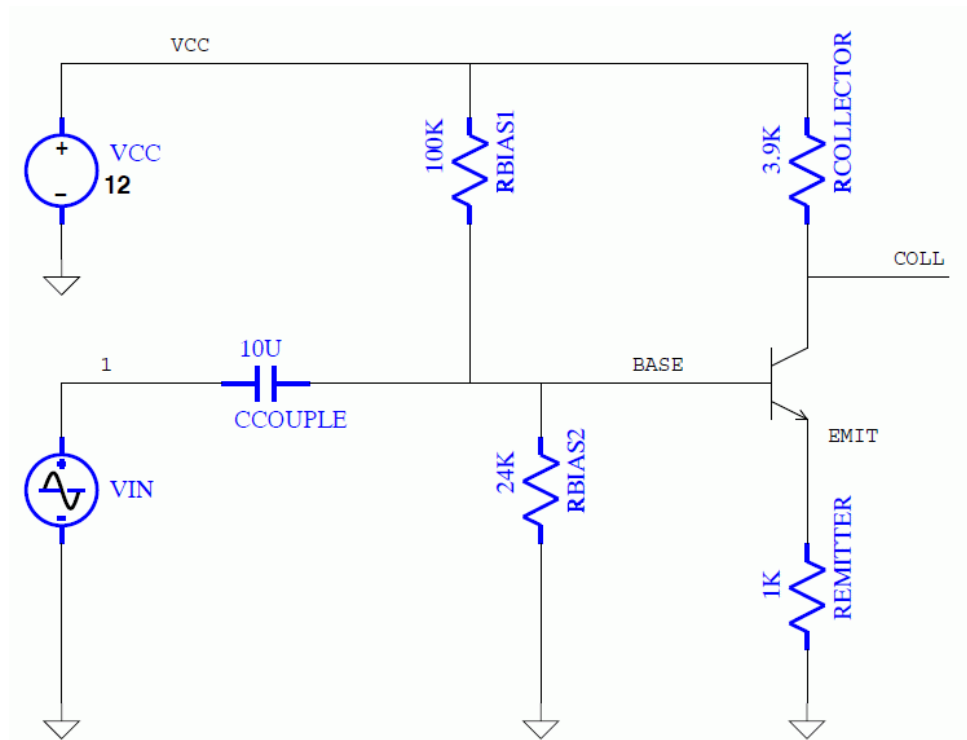 VCC
VCC
12
100K
RBIAS1
3.9K
RCOLLECTOR
COLL
1
10U
CCOUPLE
BASE
EMIT
VIN
24K
RBIAS2
1K
REMITTER